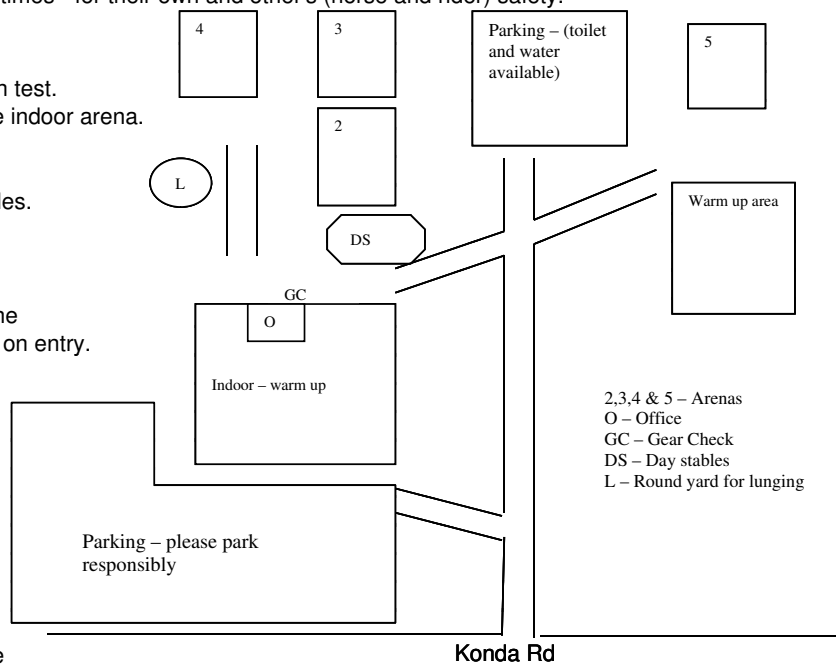 times - for their own and other's (horse and rider) safety.
4
3
Parking – (toilet
and water
available)
5
n test.
e indoor arena.
2
L
les.
Warm up area
DS
GC
O
ne
on entry.
Indoor – warm up
2,3,4 & 5 – Arenas
O – Office
GC – Gear Check
DS – Day stables
L – Round yard for lunging
Parking – please park
responsibly
Konda Rd
e